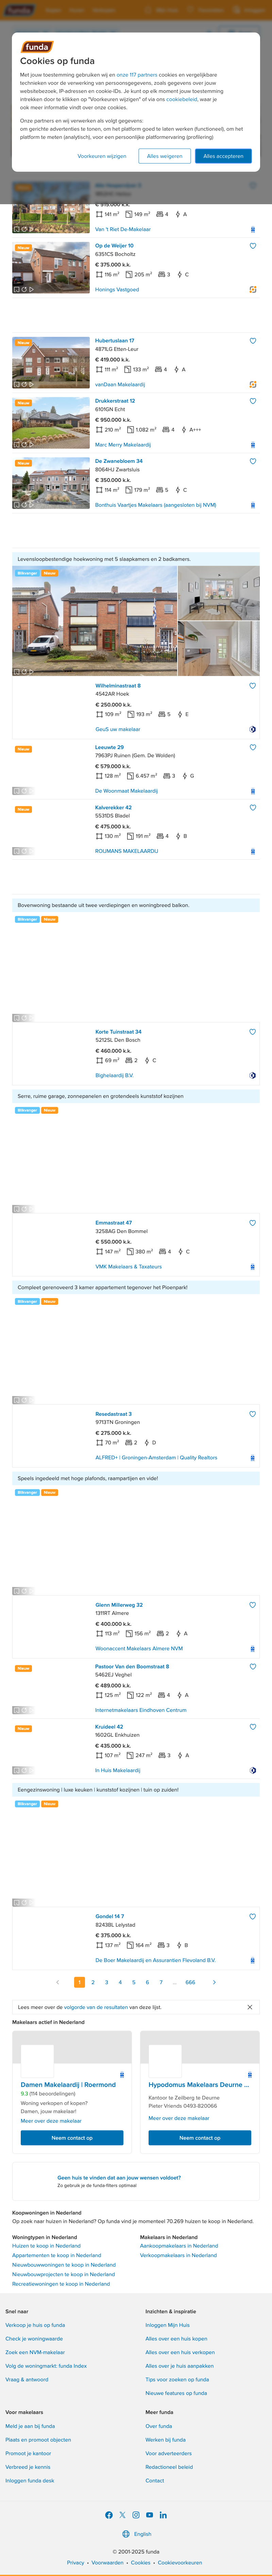 funda
Cookies op funda
Met jouw toestemming gebruiken wij en onze 117 partners cookies en vergelijkbare
technieken zoals het verwerken van surveygegevens, geavanceerde
websitepixels, IP-adressen en cookie-IDs. Je kunt op elk moment jouw toestemming
intrekken door te klikken op "Voorkeuren wijzigen" of via ons cookiebeleid, waar je
meer informatie vindt over onze cookies.
Onze partners en wij verwerken als volgt gegevens:
om gerichte advertenties te tonen, om het platform goed te laten werken (functioneel), om het
platform te meten (analytisch), voor een persoonlijke platformervaring (profilering)
Voorkeuren wijzigen
Alles weigeren
Alles accepteren
141 m² 149 m² 4 A
Van 't Riet De-Makelaar
Nieuw
Op de Weijer 10
6351CS Bocholtz
€ 375.000 k.k.
116 m² 205 m² 3 C
Honings Vastgoed
Nieuw
Hubertuslaan 17
4871LG Etten-Leur
€ 419.000 k.k.
111 m² 133 m² 4 A
vanDaan Makelaardij
Nieuw
Drukkerstraat 12
6101GN Echt
€ 950.000 k.k.
210 m² 1.082 m² 4 A+++
Marc Merry Makelaardij
Nieuw
De Zwanebloem 34
8064HJ Zwartsluis
€ 350.000 k.k.
114 m² 179 m² 5 C
Bonthuis Vaartjes Makelaars (aangesloten bij NVM)
Levensloopbestendige hoekwoning met 5 slaapkamers en 2 badkamers.
Blikvanger Nieuw
Wilhelminastraat 8
4542AR Hoek
€ 250.000 k.k.
109 m² 193 m² 5 E
GeuS uw makelaar
Nieuw
Leeuwte 29
7963PJ Ruinen (Gem. De Wolden)
€ 579.000 k.k.
128 m² 6.457 m² 3 G
De Woonmaat Makelaardij
Nieuw
Kalverekker 42
5531DS Bladel
€ 475.000 k.k.
130 m² 191 m² 4 B
ROIJMANS MAKELAARDIJ
Bovenwoning bestaande uit twee verdiepingen en woningbreed balkon.
Blikvanger Nieuw
Korte Tuinstraat 34
5212SL Den Bosch
€ 460.000 k.k.
69 m² 2 C
Bighelaardij B.V.
Serre, ruime garage, zonnepanelen en grotendeels kunststof kozijnen
Blikvanger Nieuw
Emmastraat 47
3258AG Den Bommel
€ 550.000 k.k.
147 m² 380 m² 4 C
VMK Makelaars & Taxateurs
Compleet gerenoveerd 3 kamer appartement tegenover het Pioenpark!
Blikvanger Nieuw
Resedastraat 3
9713TN Groningen
€ 275.000 k.k.
70 m² 2 D
ALFRED+ | Groningen-Amsterdam | Quality Realtors
Speels ingedeeld met hoge plafonds, raampartijen en vide!
Blikvanger Nieuw
Glenn Millerweg 32
1311RT Almere
€ 400.000 k.k.
113 m² 156 m² 2 A
Woonaccent Makelaars Almere NVM
Nieuw
Pastoor Van den Boomstraat 8
5462EJ Veghel
€ 489.000 k.k.
125 m² 122 m² 4 A
Internetmakelaars Eindhoven Centrum
Nieuw
Kruideel 42
1602GL Enkhuizen
€ 435.000 k.k.
107 m² 247 m² 3 A
In Huis Makelaardij
Eengezinswoning | luxe keuken | kunststof kozijnen | tuin op zuiden!
Blikvanger Nieuw
Gondel 14 7
8243BL Lelystad
€ 375.000 k.k.
137 m² 164 m² 3 B
De Boer Makelaardij en Assurantien Flevoland B.V.
1 2 3 4 5 6 7 ... 666
Lees meer over de volgorde van de resultaten van deze lijst.
Makelaars actief in Nederland
Damen Makelaardij | Roermond
9.3 (114 beoordelingen)
Woning verkopen of kopen?
Damen, jouw makelaar!
Meer over deze makelaar
Neem contact op
Hypodomus Makelaars Deurne ...
Kantoor te Zeilberg te Deurne
Pieter Vriends 0493-820066
Meer over deze makelaar
Neem contact op
Geen huis te vinden dat aan jouw wensen voldoet?
Zo gebruik je de funda-filters optimaal
Koopwoningen in Nederland
Op zoek naar huizen in Nederland? Op funda vind je momenteel 70.269 huizen te koop in Nederland.
Woningtypen in Nederland
Huizen te koop in Nederland
Appartementen te koop in Nederland
Nieuwbouwwoningen te koop in Nederland
Nieuwbouwprojecten te koop in Nederland
Recreatiewoningen te koop in Nederland
Makelaars in Nederland
Aankoopmakelaars in Nederland
Verkoopmakelaars in Nederland
Snel naar
Verkoop je huis op funda
Check je woningwaarde
Zoek een NVM-makelaar
Volg de woningmarkt: funda Index
Vraag & antwoord
Inzichten & inspiratie
Inloggen Mijn Huis
Alles over een huis kopen
Alles over een huis verkopen
Alles over je huis aanpakken
Tips voor zoeken op funda
Nieuwe features op funda
Voor makelaars
Meld je aan bij funda
Plaats en promoot objecten
Promoot je kantoor
Verbreed je kennis
Inloggen funda desk
Meer funda
Over funda
Werken bij funda
Voor adverteerders
Redactioneel beleid
Contact
English
© 2001-2025 funda
Privacy • Voorwaarden • Cookies • Cookievoorkeuren